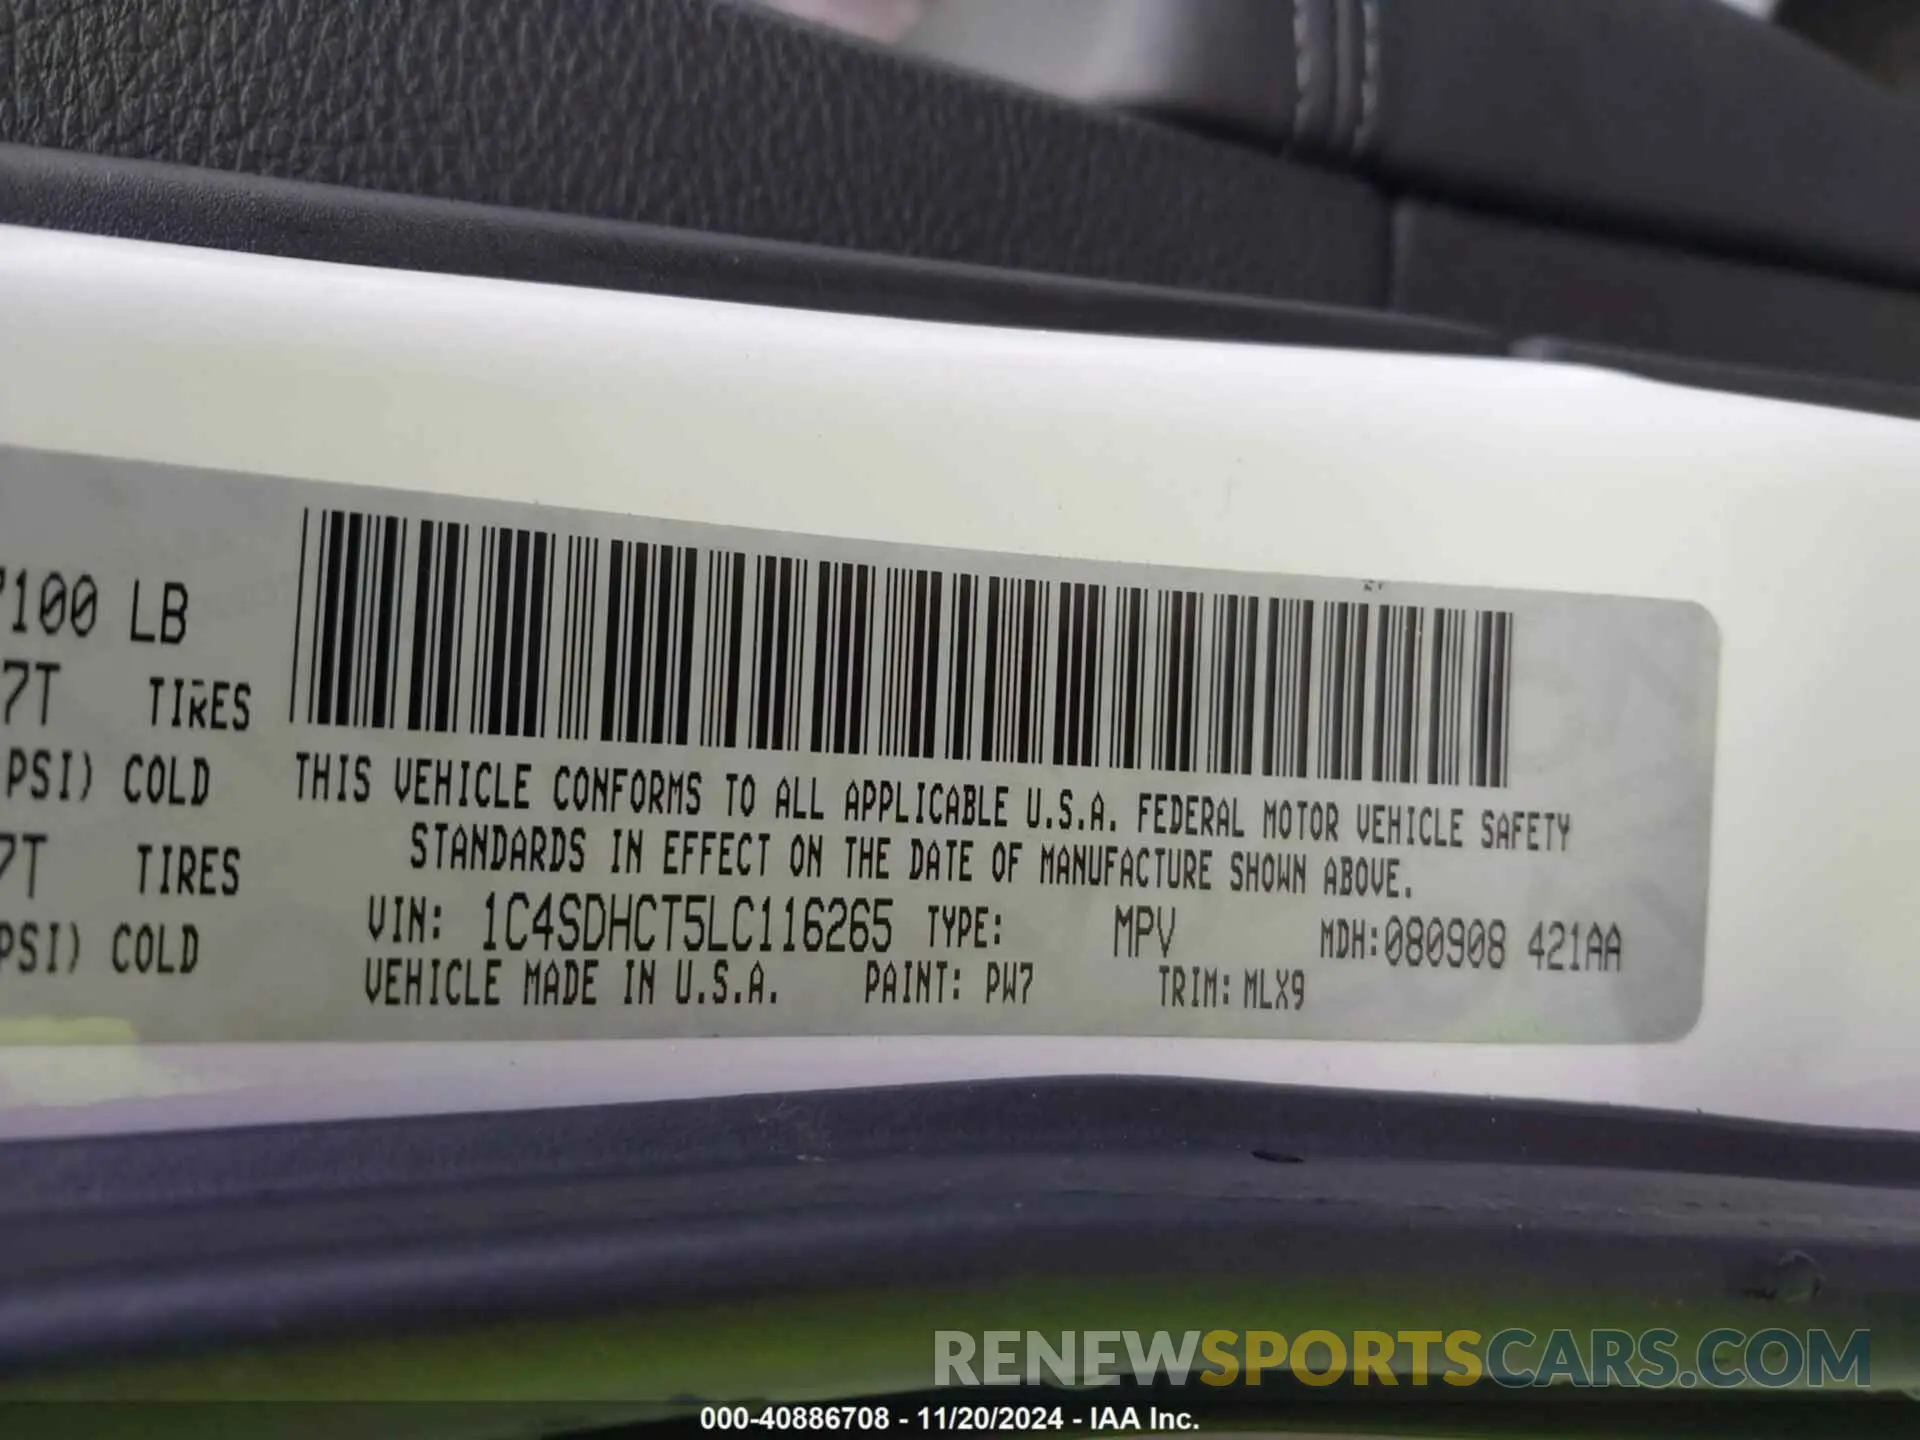 7100 LB
7T TIRES
PSI) COLD
7T TIRES
PSI) COLD
THIS VEHICLE CONFORMS TO ALL APPLICABLE U.S.A. FEDERAL MOTOR VEHICLE SAFETY
STANDARDS IN EFFECT ON THE DATE OF MANUFACTURE SHOWN ABOVE.
VIN: 1C4SDHCT5LC116265 TYPE: MPV MDH:080908 421AA
VEHICLE MADE IN U.S.A. PAINT: PW7 TRIM: MLX9
RENEWSPORTSCARS.COM
000-40886708 - 11/20/2024 - IAA Inc.